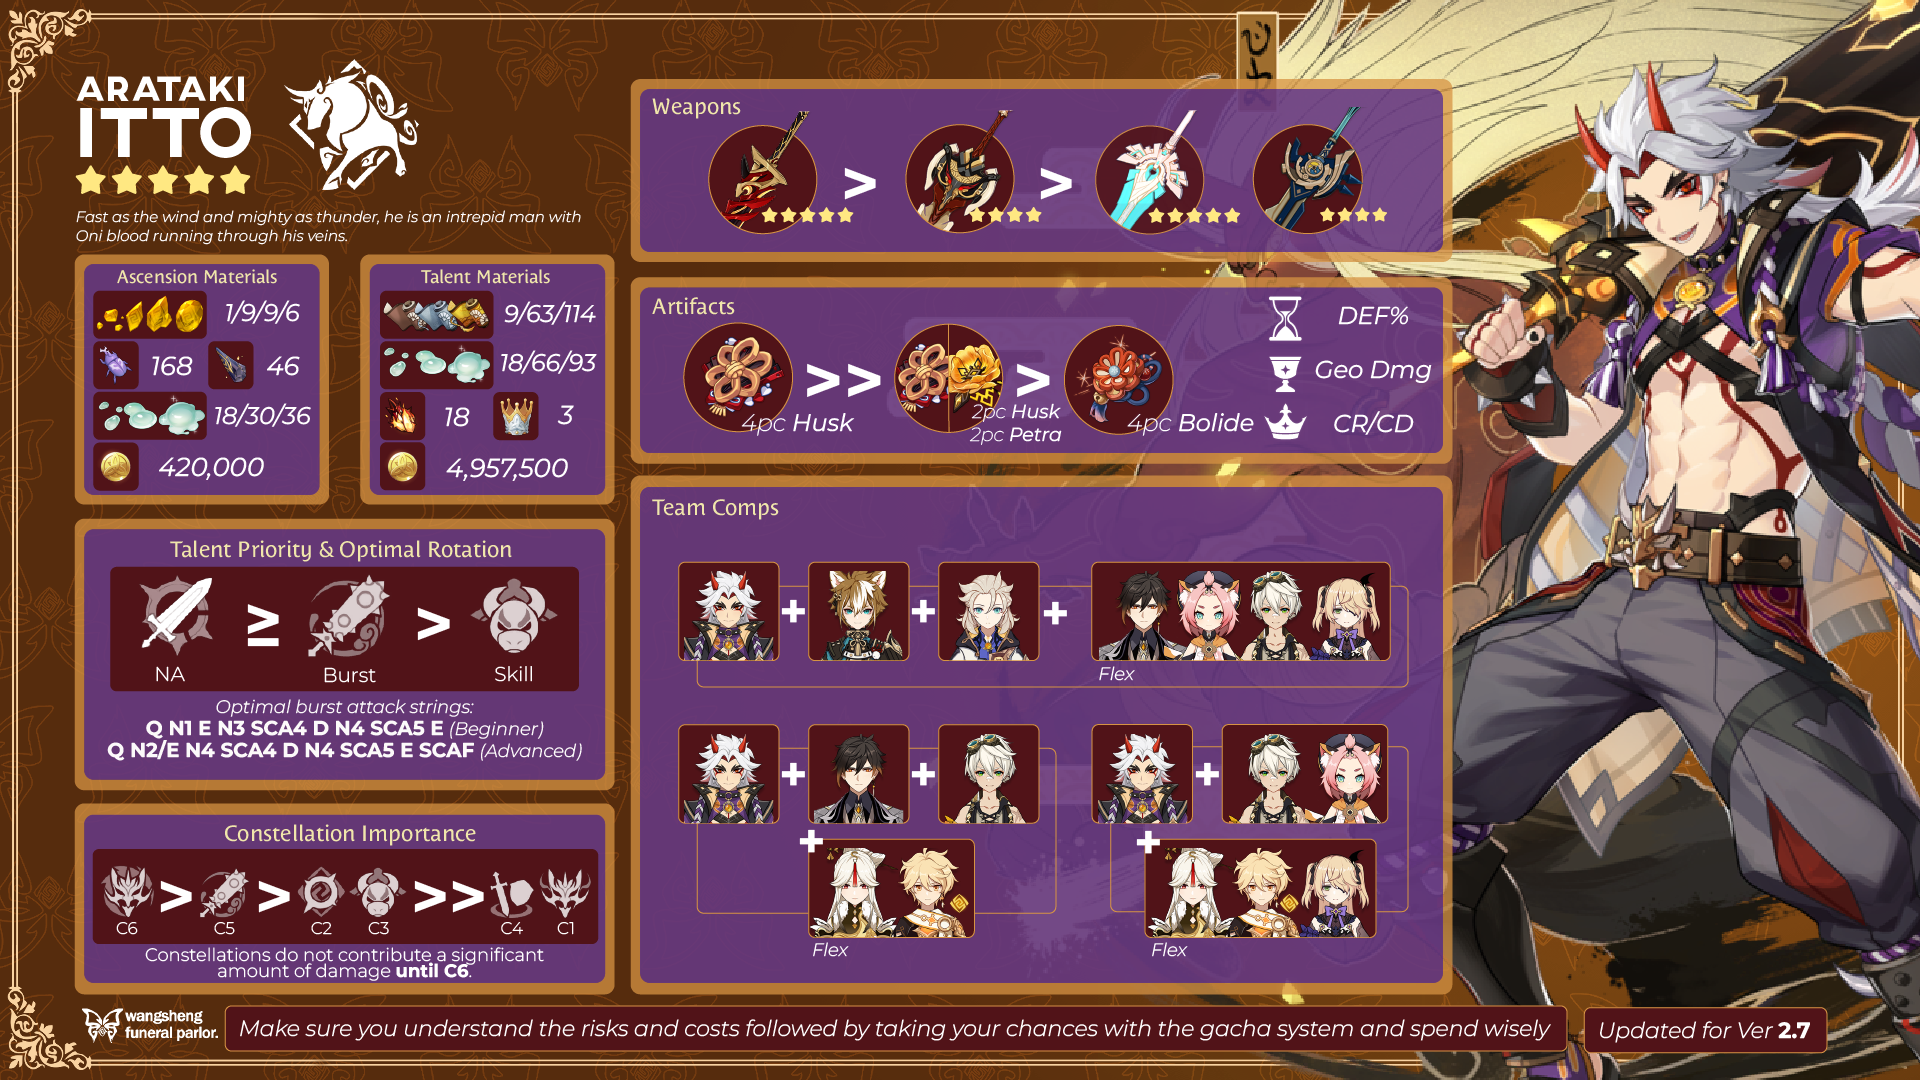 ARATAKI
ITTO
Fast as the wind and mighty as thunder, he is an intrepid man with
Oni blood running through his veins.
Ascension Materials
1/9/9/6
168 46
18/30/36
420,000
Talent Materials
9/63/114
18/66/93
18 3
4,957,500
Talent Priority & Optimal Rotation
≥ >
NA Burst Skill
Optimal burst attack strings:
Q N1 E N3 SCA4 D N4 SCA5 E (Beginner)
Q N2/E N4 SCA4 D N4 SCA5 E SCAF (Advanced)
Constellation Importance
> > >>
C6 C5 C2 C3 C4 C1
Constellations do not contribute a significant
amount of damage until C6.
Weapons
> >
Artifacts
>> >
4pc Husk
2pc Husk
2pc Petra
4pc Bolide
DEF%
Geo Dmg
CR/CD
Team Comps
+ + +
Flex
+ +
+
Flex
+
+
Flex
wangsheng
funeral parlor.
Make sure you understand the risks and costs followed by taking your chances with the gacha system and spend wisely
Updated for Ver 2.7